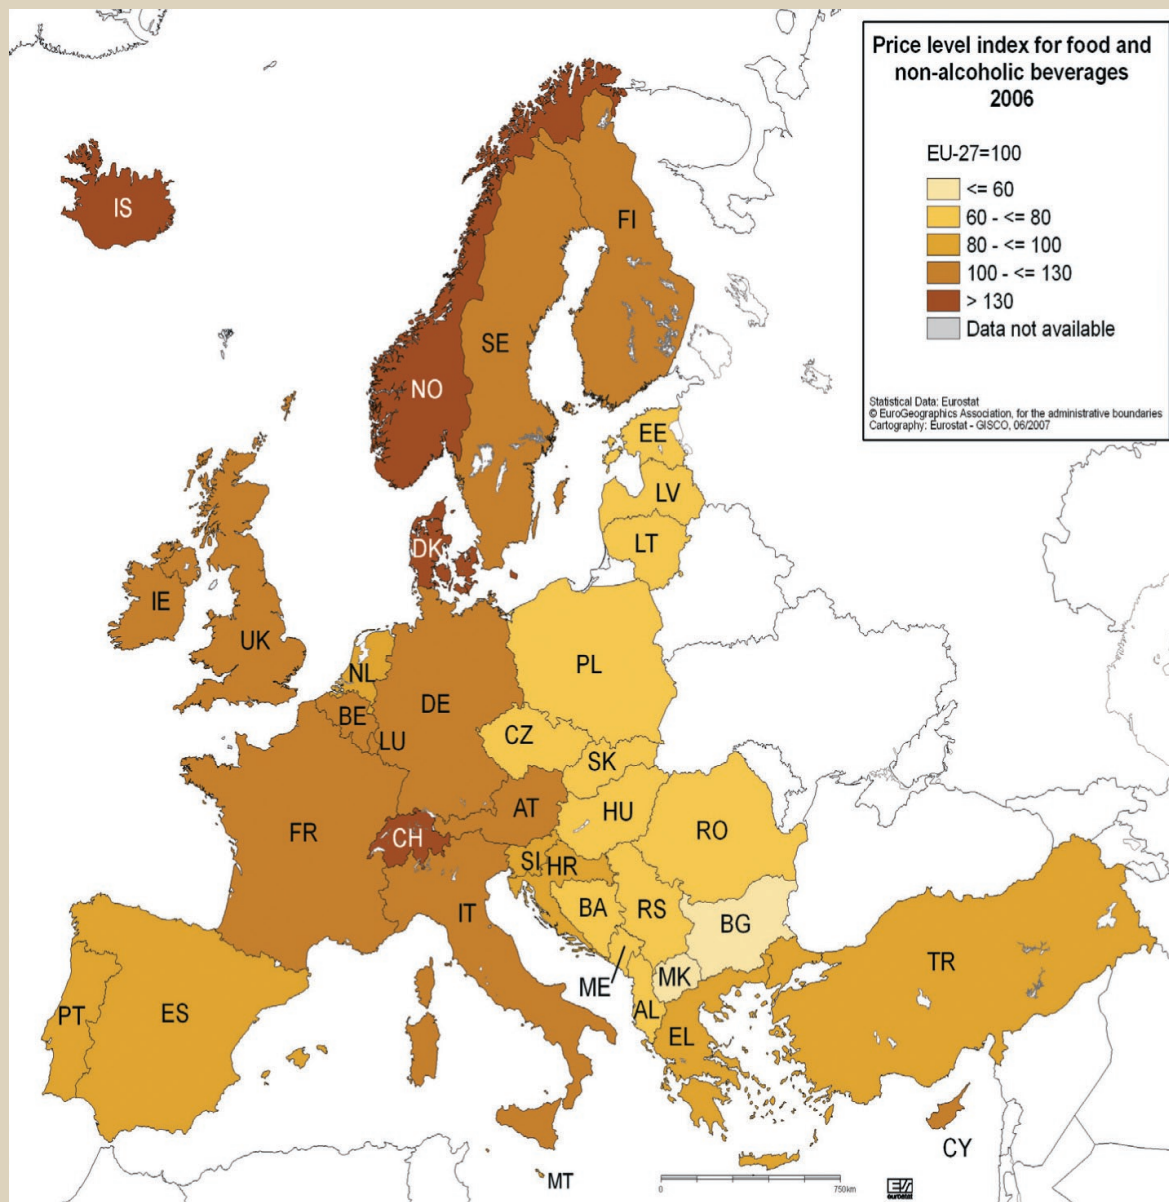 Price level index for food and
non-alcoholic beverages
2006
EU-27=100
<= 60
60 - <= 80
80 - <= 100
100 - <= 130
> 130
Data not available
Statistical Data: Eurostat
© EuroGeographics Association, for the administrative boundaries
Cartography: Eurostat - GISCO, 06/2007
IS
FI
SE
NO
EE
LV
DK
LT
IE
UK
NL
PL
BE
DE
LU
CZ
SK
AT
HU
FR
CH
RO
SI
HR
IT
BA
RS
BG
TR
ME
MK
AL
PT
ES
EL
CY
MT
0
750km
eurostat